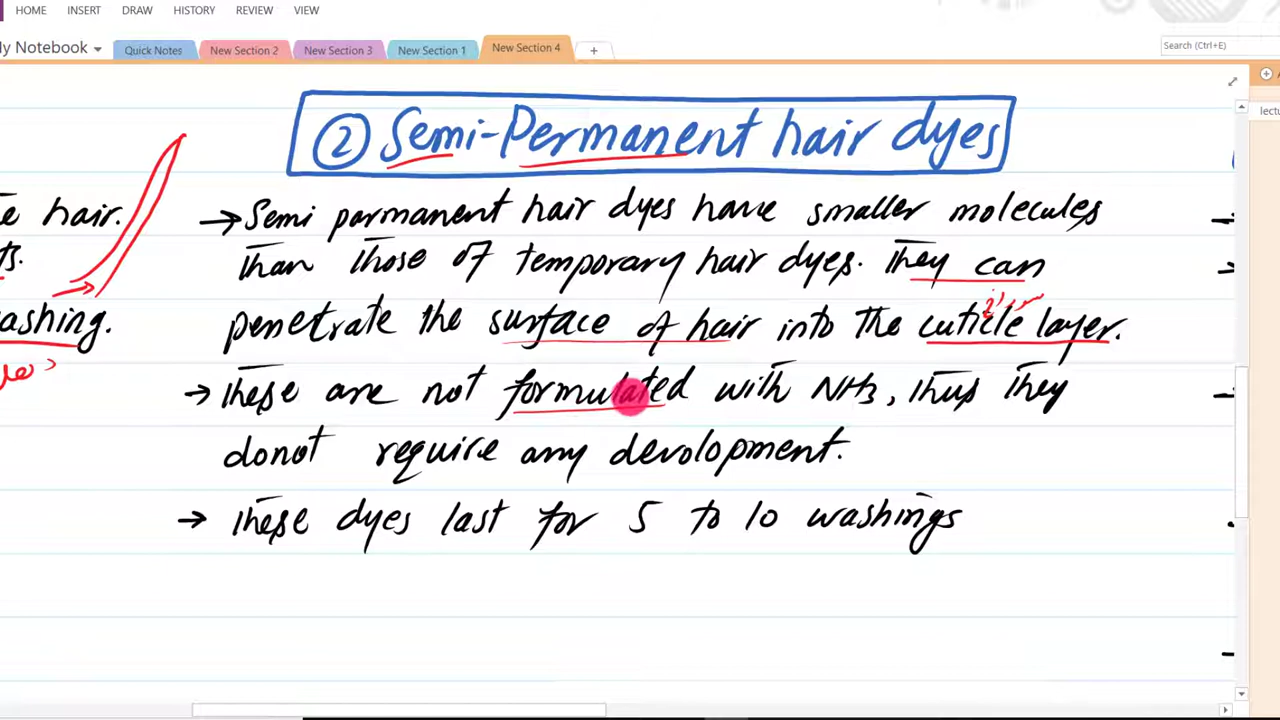 HOME INSERT DRAW HISTORY REVIEW VIEW
My Notebook Quick Notes New Section 2 New Section 3 New Section 1 New Section 4 +
Search (Ctrl+E)
② Semi-Permanent hair dyes
hair.
→ Semi parmanent hair dyes have smaller molecules
Than Those of temporary hair dyes. They can
ashing.
penetrate the surface of hair into the cuticle layer.
→ These are not formulated with NH3, thus They
donot require any devolopment.
→ These dyes last for 5 to 10 washings